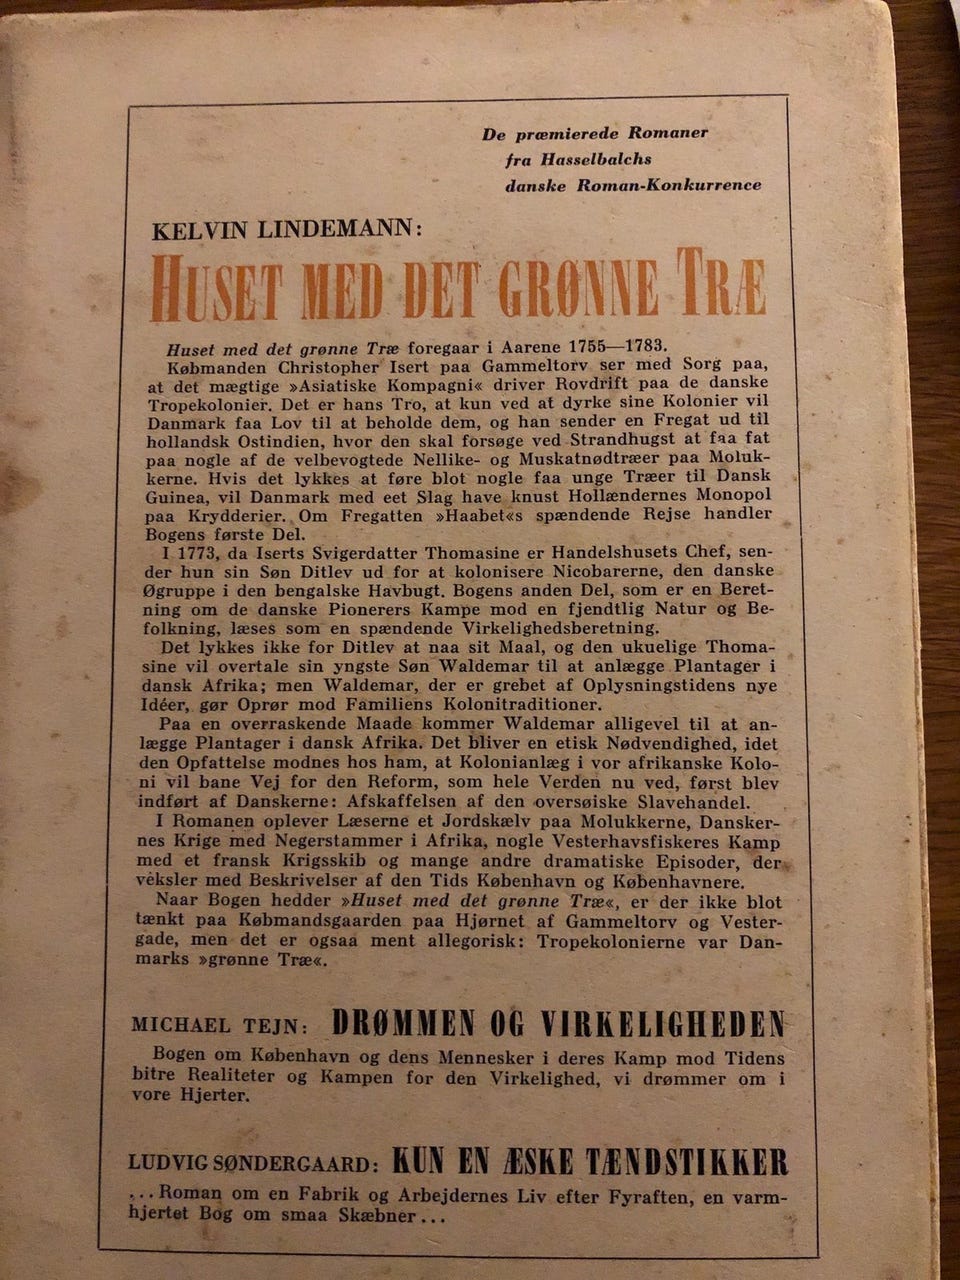 De præmierede Romaner
fra Hasselbalchs
danske Roman-Konkurrence
KELVIN LINDEMANN:
HUSET MED DET GRØNNE TRÆ
Huset med det grønne Træ foregaar i Aarene 1755—1783.
Købmanden Christopher Isert paa Gammeltorv ser med Sorg paa,
at det mægtige »Asiatiske Kompagni« driver Rovdrift paa de danske
Tropekolonier. Det er hans Tro, at kun ved at dyrke sine Kolonier vil
Danmark faa Lov til at beholde dem, og han sender en Fregat ud til
hollandsk Ostindien, hvor den skal forsøge ved Strandhugst at faa fat
paa nogle af de velbevogtede Nellike- og Muskatnødtræer paa Moluk-
kerne. Hvis det lykkes at føre blot nogle faa unge Træer til Dansk
Guinea, vil Danmark med eet Slag have knust Hollændernes Monopol
paa Krydderier. Om Fregatten »Haabet«s spændende Rejse handler
Bogens første Del.
I 1773, da Iserts Svigerdatter Thomasine er Handelshusets Chef, sen-
der hun sin Søn Ditlev ud for at kolonisere Nicobarerne, den danske
Øgruppe i den bengalske Havbugt. Bogens anden Del, som er en Beret-
ning om de danske Pionerers Kampe mod en fjendtlig Natur og Be-
folkning, læses som en spændende Virkelighedsberetning.
Det lykkes ikke for Ditlev at naa sit Maal, og den ukuelige Thoma-
sine vil overtale sin yngste Søn Waldemar til at anlægge Plantager i
dansk Afrika; men Waldemar, der er grebet af Oplysningstidens nye
Idéer, gør Oprør mod Familiens Kolonitraditioner.
Paa en overraskende Maade kommer Waldemar alligevel til at an-
lægge Plantager i dansk Afrika. Det bliver en etisk Nødvendighed, idet
den Opfattelse modnes hos ham, at Kolonianlæg i vor afrikanske Kolo-
ni vil bane Vej for den Reform, som hele Verden nu ved, først blev
indført af Danskerne: Afskaffelsen af den oversøiske Slavehandel.
I Romanen oplever Læserne et Jordskælv paa Molukkerne, Dansker-
nes Krige med Negerstammer i Afrika, nogle Vesterhavsfiskeres Kamp
med et fransk Krigsskib og mange andre dramatiske Episoder, der
veksler med Beskrivelser af den Tids København og Københavnere.
Naar Bogen hedder »Huset med det grønne Træ«, er der ikke blot
tænkt paa Købmandsgaarden paa Hjørnet af Gammeltorv og Vester-
gade, men det er ogsaa ment allegorisk: Tropekolonierne var Dan-
marks »grønne Træ«.
MICHAEL TEJN: DRØMMEN OG VIRKELIGHEDEN
Bogen om København og dens Mennesker i deres Kamp mod Tidens
bitre Realiteter og Kampen for den Virkelighed, vi drømmer om i
vore Hjerter.
LUDVIG SØNDERGAARD: KUN EN ÆSKE TÆNDSTIKKER
...Roman om en Fabrik og Arbejdernes Liv efter Fyraften, en varm-
hjertet Bog om smaa Skæbner...